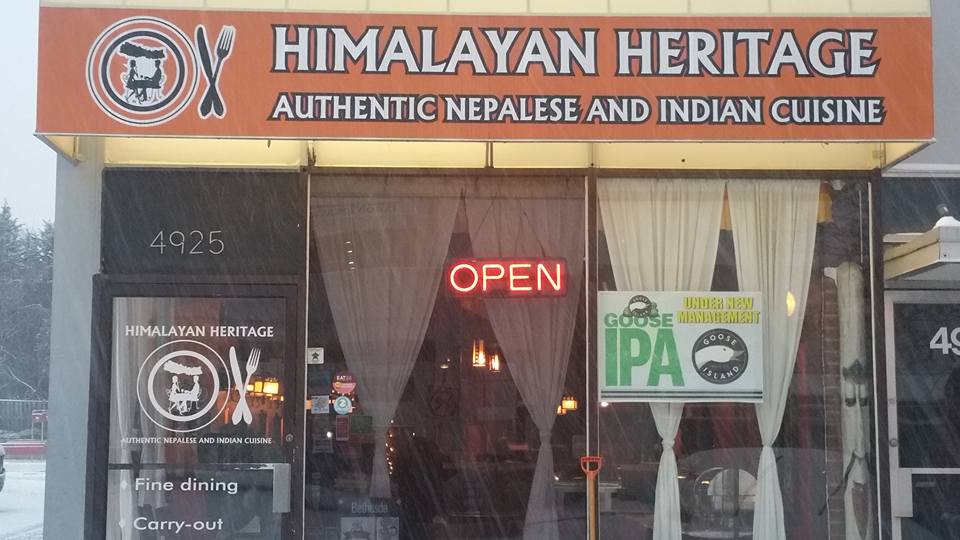 HIMALAYAN HERITAGE
AUTHENTIC NEPALESE AND INDIAN CUISINE
4925
OPEN
HIMALAYAN HERITAGE
AUTHENTIC NEPALESE AND INDIAN CUISINE
Fine dining
Carry-out
GOOSE
IPA
UNDER NEW
MANAGEMENT
GOOSE
ISLAND
Bethesda
49